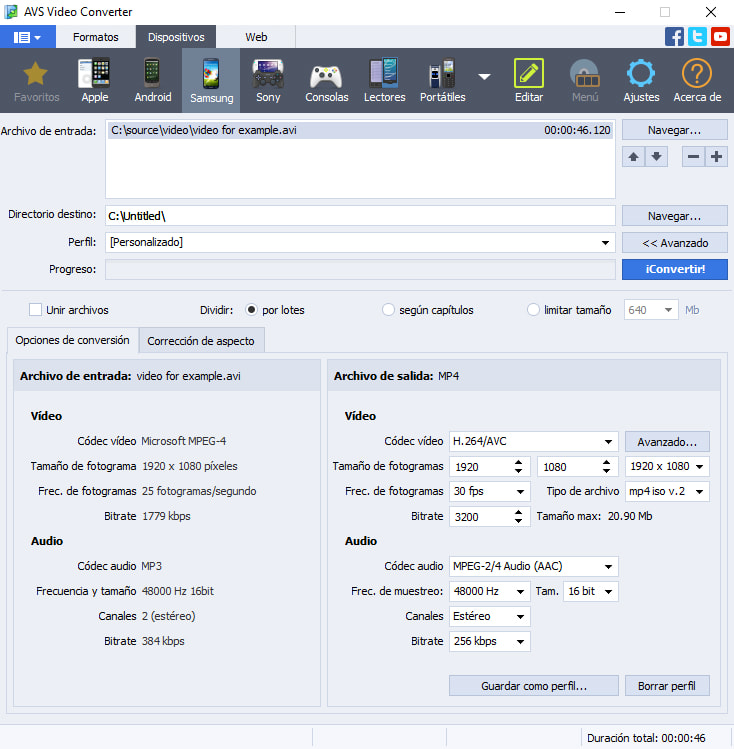 AVS Video Converter
Formatos Dispositivos Web
Favoritos Apple Android Samsung Sony Consolas Lectores Portátiles Editar Menú Ajustes Acerca de
Archivo de entrada: C:\source\video\video for example.avi 00:00:46.120 Navegar...
Directorio destino: C:\Untitled\ Navegar...
Perfil: [Personalizado] << Avanzado
Progreso: ¡Convertir!
Unir archivos Dividir: por lotes según capítulos limitar tamaño 640 Mb
Opciones de conversión Corrección de aspecto
Archivo de entrada: video for example.avi Archivo de salida: MP4
Vídeo Vídeo
Códec vídeo Microsoft MPEG-4 Códec vídeo H.264/AVC Avanzado...
Tamaño de fotograma 1920 x 1080 píxeles Tamaño de fotogramas 1920 1080 1920 x 1080
Frec. de fotogramas 25 fotogramas/segundo Frec. de fotogramas 30 fps Tipo de archivo mp4 iso v.2
Bitrate 1779 kbps Bitrate 3200 Tamaño max: 20.90 Mb
Audio Audio
Códec audio MP3 Códec audio MPEG-2/4 Audio (AAC)
Frecuencia y tamaño 48000 Hz 16bit Frec. de muestreo: 48000 Hz Tam. 16 bit
Canales 2 (estéreo) Canales Estéreo
Bitrate 384 kbps Bitrate 256 kbps
Guardar como perfil... Borrar perfil
Duración total: 00:00:46